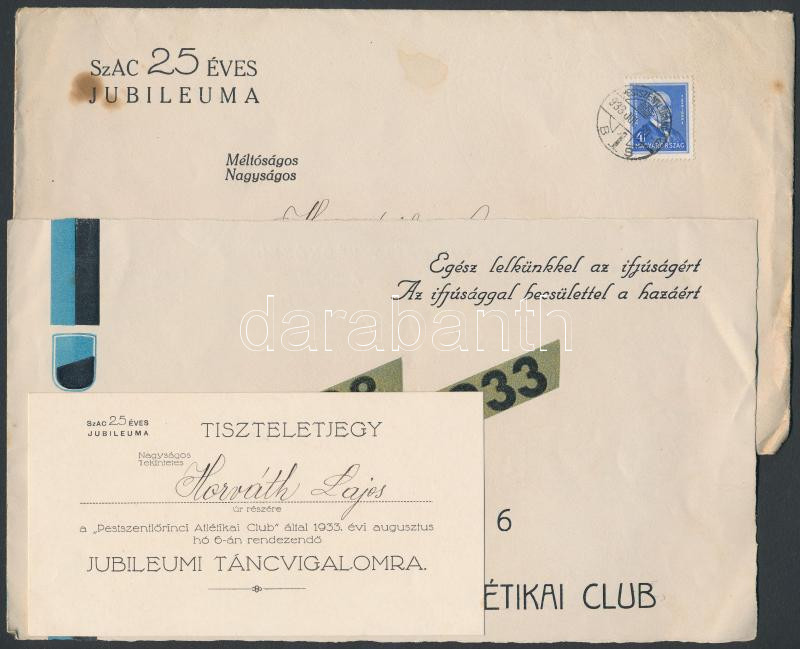 SzAC 25 ÉVES
JUBILEUMA
Méltóságos
Nagyságos
MAGYARORSZÁG
Egész lelkünkkel az ifjúságért
Az ifjúsággal becsülettel a hazáért
darabanth
1933
6
ÉTIKAI CLUB
SzAC 25 ÉVES
JUBILEUMA
TISZTELETJEGY
Nagyságos
Tekintetes
Horváth Lajos
úr részére
a „Pestszentlőrinci Atlétikai Club" által 1933. évi augusztus
hó 6-án rendezendő
JUBILEUMI TÁNCVIGALOMRA.